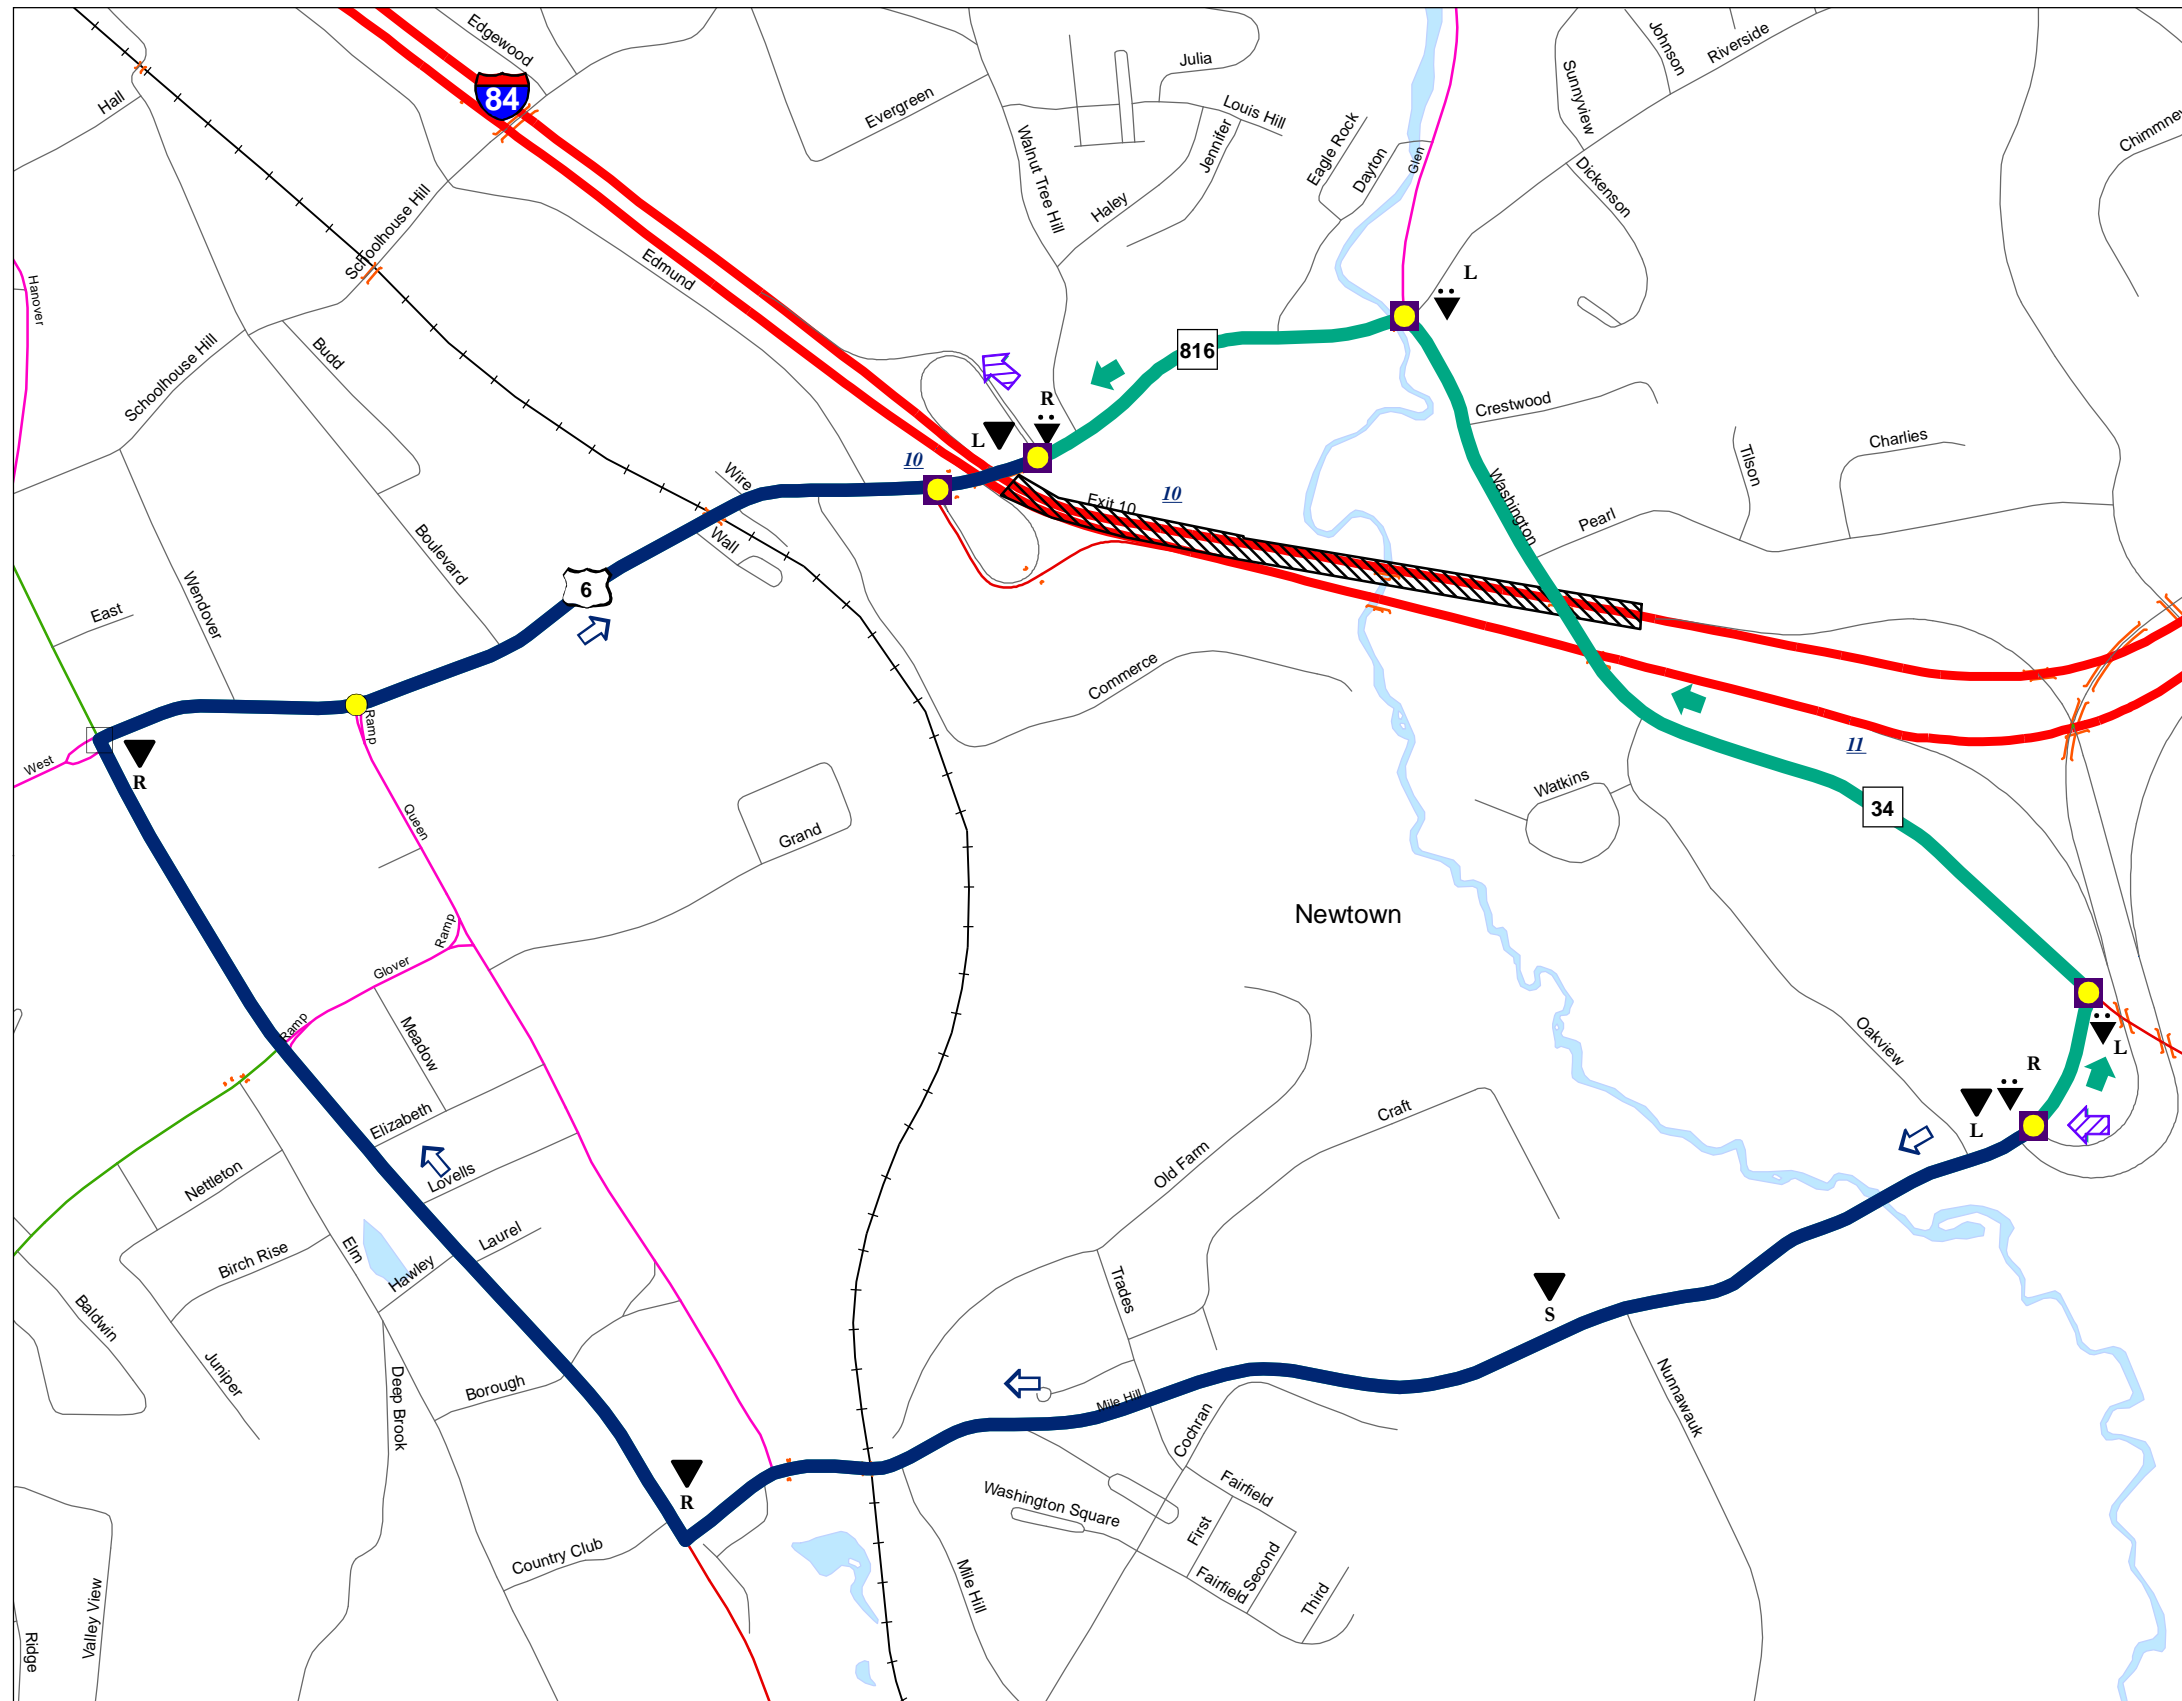 Edgewood
84
Hall
Julia
Johnson
Riverside
Sunnyview
Evergreen
Louis Hill
Walnut Tree Hill
Jennifer
Eagle Rock
Dayton
Glen
Dickenson
Haley
Schoolhouse Hill
Edmund
Hanover
L
Schoolhouse Hill
Budd
816
R
L
Crestwood
Charlies
Tilson
10
Wire
Exit 10
10
Washington
Pearl
Wall
Boulevard
Wendover
6
East
Commerce
Ramp
West
R
11
Queen
Watkins
34
Grand
Newtown
Ramp
Glover
Ramp
Meadow
Oakview
L
R
L
Elizabeth
Craft
Lovells
Nettleton
Old Farm
Elm
Laurel
Birch Rise
Hawley
Trades
S
Baldwin
Juniper
Deep Brook
Borough
Mile Hill
Nunnawauk
Cochran
R
Washington Square
Fairfield
First
Country Club
Second
Fairfield
Mile Hill
Third
Valley View
Ridge